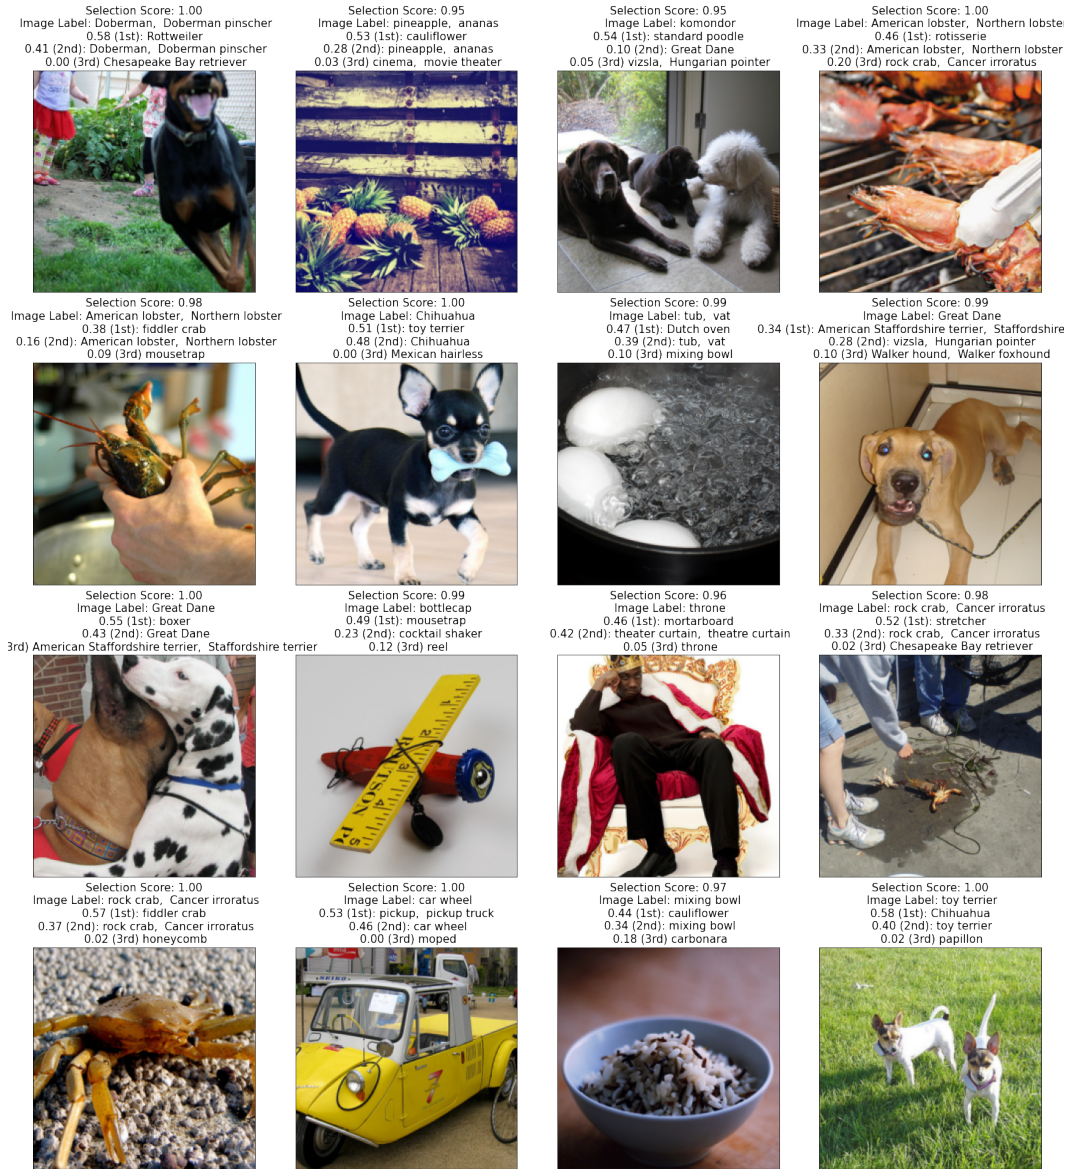 Selection Score: 1.00
Image Label: Doberman, Doberman pinscher
0.58 (1st): Rottweiler
0.41 (2nd): Doberman, Doberman pinscher
0.00 (3rd) Chesapeake Bay retriever
Selection Score: 0.95
Image Label: pineapple, ananas
0.53 (1st): cauliflower
0.28 (2nd): pineapple, ananas
0.03 (3rd) cinema, movie theater
Selection Score: 0.95
Image Label: komondor
0.54 (1st): standard poodle
0.10 (2nd): Great Dane
0.05 (3rd) vizsla, Hungarian pointer
Selection Score: 1.00
Image Label: American lobster, Northern lobste
0.46 (1st): rotisserie
0.33 (2nd): American lobster, Northern lobster
0.20 (3rd) rock crab, Cancer irroratus
Selection Score: 0.98
Image Label: American lobster, Northern lobster
0.38 (1st): fiddler crab
0.16 (2nd): American lobster, Northern lobster
0.09 (3rd) mousetrap
Selection Score: 1.00
Image Label: Chihuahua
0.51 (1st): toy terrier
0.48 (2nd): Chihuahua
0.00 (3rd) Mexican hairless
Selection Score: 0.99
Image Label: tub, vat
0.47 (1st): Dutch oven
0.39 (2nd): tub, vat
0.10 (3rd) mixing bowl
Selection Score: 0.99
Image Label: Great Dane
0.34 (1st): American Staffordshire terrier, Staffordshire
0.28 (2nd): vizsla, Hungarian pointer
0.10 (3rd) Walker hound, Walker foxhound
Selection Score: 1.00
Image Label: Great Dane
0.55 (1st): boxer
0.43 (2nd): Great Dane
3rd) American Staffordshire terrier, Staffordshire terrier
Selection Score: 0.99
Image Label: bottlecap
0.49 (1st): mousetrap
0.23 (2nd): cocktail shaker
0.12 (3rd) reel
1 2 3 4 5
Selection Score: 0.96
Image Label: throne
0.46 (1st): mortarboard
0.42 (2nd): theater curtain, theatre curtain
0.05 (3rd) throne
Selection Score: 0.98
Image Label: rock crab, Cancer irroratus
0.52 (1st): stretcher
0.33 (2nd): rock crab, Cancer irroratus
0.02 (3rd) Chesapeake Bay retriever
Selection Score: 1.00
Image Label: rock crab, Cancer irroratus
0.57 (1st): fiddler crab
0.37 (2nd): rock crab, Cancer irroratus
0.02 (3rd) honeycomb
Selection Score: 1.00
Image Label: car wheel
0.53 (1st): pickup, pickup truck
0.46 (2nd): car wheel
0.00 (3rd) moped
Selection Score: 0.97
Image Label: mixing bowl
0.44 (1st): cauliflower
0.34 (2nd): mixing bowl
0.18 (3rd) carbonara
Selection Score: 1.00
Image Label: toy terrier
0.58 (1st): Chihuahua
0.40 (2nd): toy terrier
0.02 (3rd) papillon